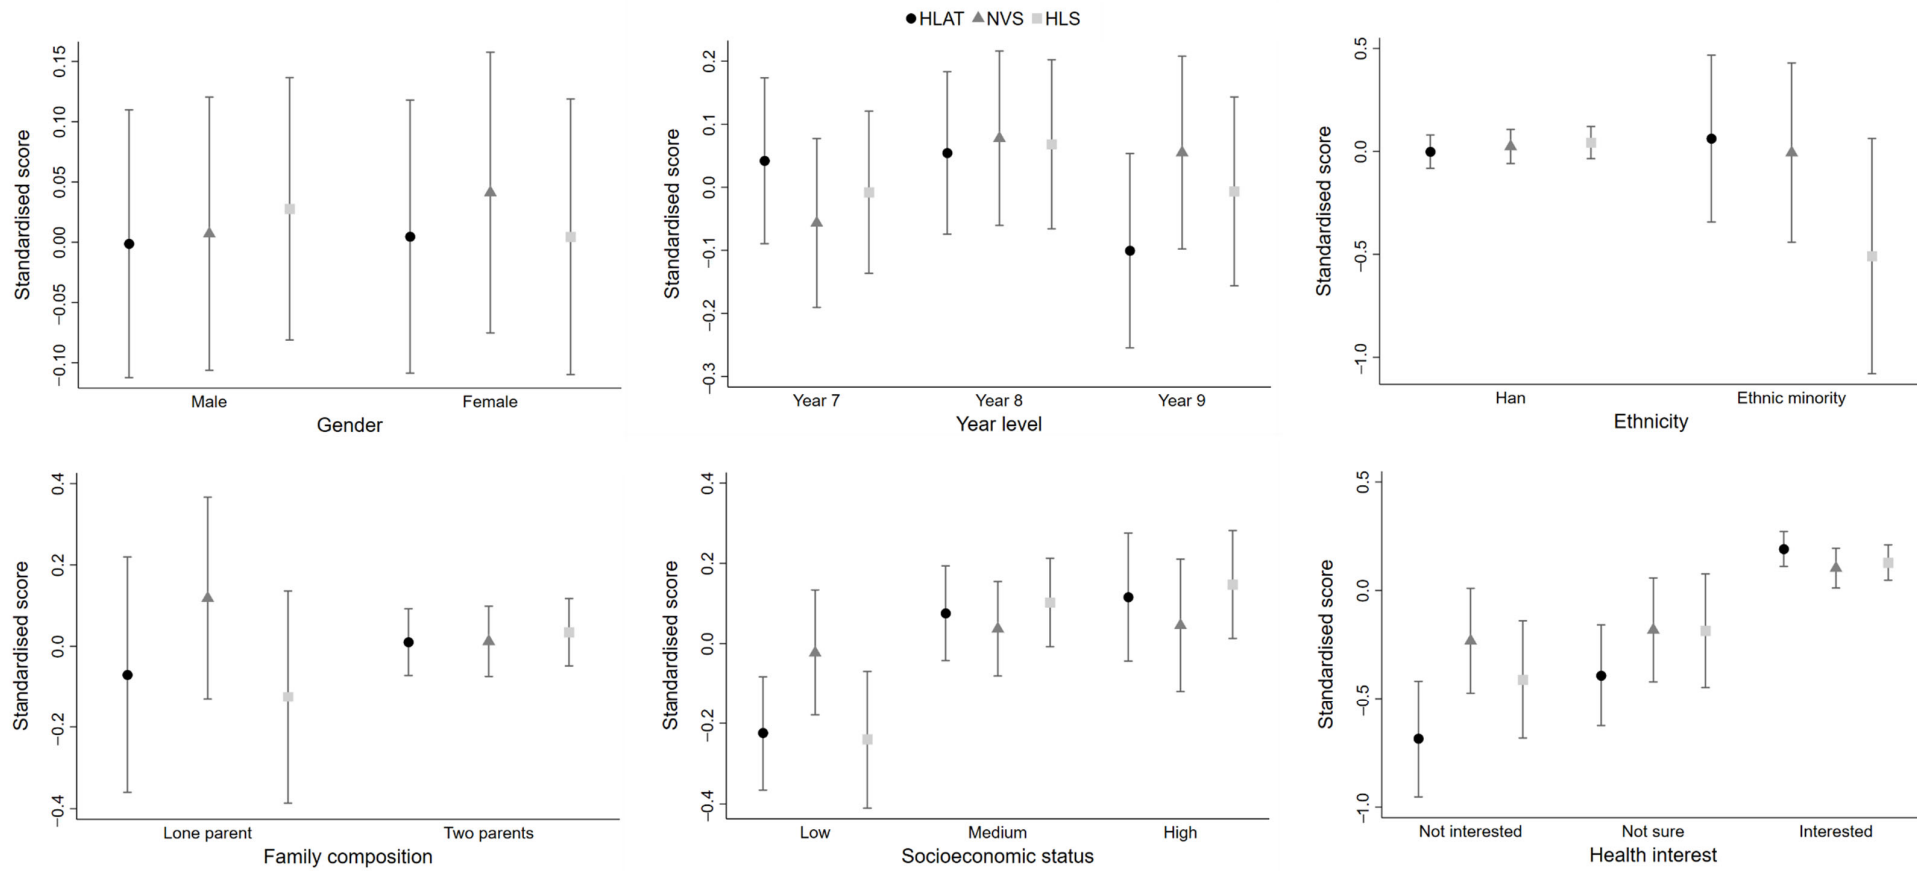 HLAT NVS HLS
Standardised score
0.15
0.10
0.05
0.00
−0.05
−0.10
Male Female
Gender
Standardised score
0.2
0.1
0.0
−0.1
−0.2
−0.3
Year 7 Year 8 Year 9
Year level
Standardised score
0.5
0.0
−0.5
−1.0
Han Ethnic minority
Ethnicity
Standardised score
0.4
0.2
0.0
−0.2
−0.4
Lone parent Two parents
Family composition
Standardised score
0.4
0.2
0.0
−0.2
−0.4
Low Medium High
Socioeconomic status
Standardised score
0.5
0.0
−0.5
−1.0
Not interested Not sure Interested
Health interest